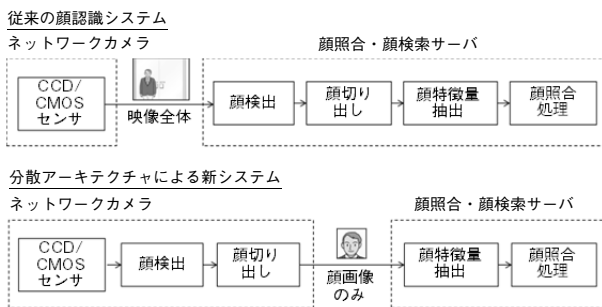 従来の顔認識システム
ネットワークカメラ
顔照合・顔検索サーバ
CCD/
CMOS
センサ
映像全体
顔検出
顔切り
出し
顔特徴量
抽出
顔照合
処理
分散アーキテクチャによる新システム
ネットワークカメラ
顔照合・顔検索サーバ
CCD/
CMOS
センサ
顔検出
顔切り
出し
顔画像
のみ
顔特徴量
抽出
顔照合
処理